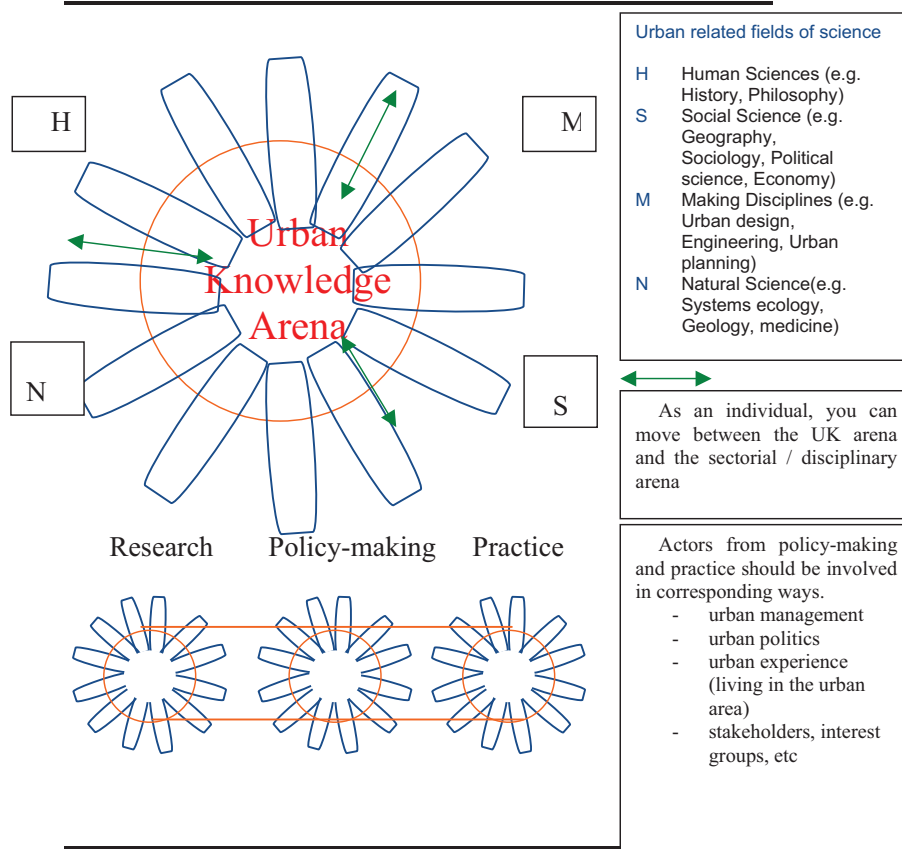 H
M
Urban
Knowledge
Arena
N
S
Research
Policy-making
Practice
Urban related fields of science
H Human Sciences (e.g.
History, Philosophy)
S Social Science (e.g.
Geography,
Sociology, Political
science, Economy)
M Making Disciplines (e.g.
Urban design,
Engineering, Urban
planning)
N Natural Science(e.g.
Systems ecology,
Geology, medicine)
As an individual, you can
move between the UK arena
and the sectorial / disciplinary
arena
Actors from policy-making
and practice should be involved
in corresponding ways.
- urban management
- urban politics
- urban experience
(living in the urban
area)
- stakeholders, interest
groups, etc